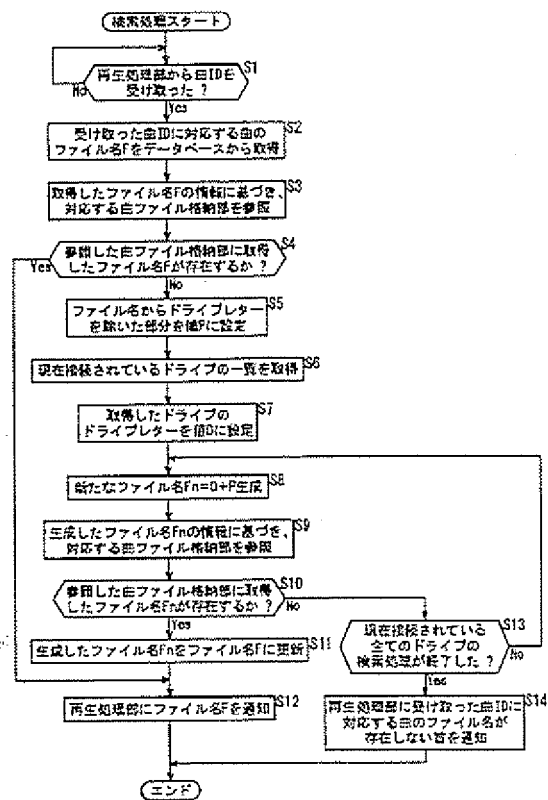 検索処理スタート
S1
再生処理部から曲IDを
受け取った ?
No
Yes
S2
受け取った曲IDに対応する曲の
ファイル名Fをデータベースから取得
S3
取得したファイル名Fの情報に基づき、
対応する曲ファイル格納部を参照
S4
参照した曲ファイル格納部に取得
したファイル名Fが存在するか ?
Yes
No
S5
ファイル名からドライブレター
を除いた部分を値Pに設定
S6
現在接続されているドライブの一覧を取得
S7
取得したドライブの
ドライブレターを値Dに設定
S8
新たなファイル名Fn=D+P生成
S9
生成したファイル名Fnの情報に基づき、
対応する曲ファイル格納部を参照
S10
参照した曲ファイル格納部に取得
したファイル名Fnが存在するか ?
No
Yes
S11
生成したファイル名Fnをファイル名Fに更新
S12
再生処理部にファイル名Fを通知
S13
現在接続されている
全てのドライブの
検索処理が終了した ?
No
Yes
S14
再生処理部に受け取った曲IDに
対応する曲のファイル名が
存在しない旨を通知
エンド